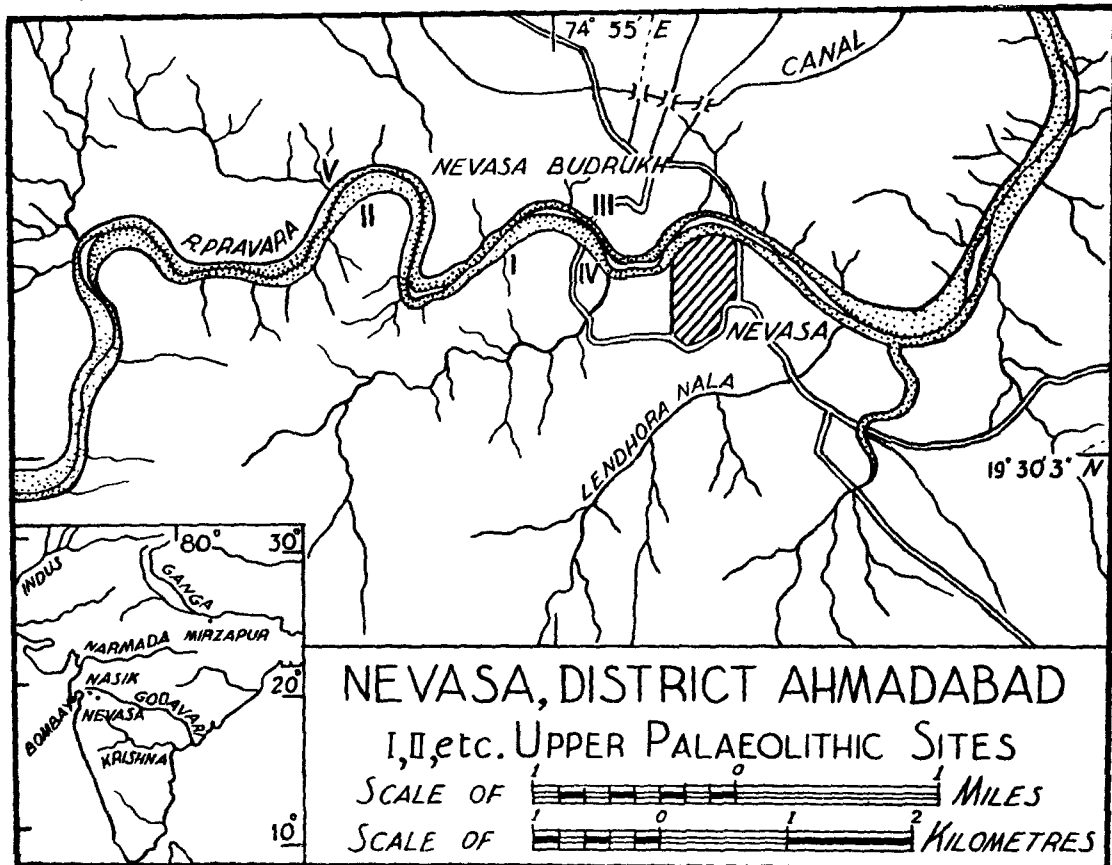 74° 55' E
CANAL
NEVASA BUDRUKH
V
II
III
R.PRAVARA
I
IV
NEVASA
LENDHORA NALA
19° 30' 3" N
80° 30°
INDUS
GANGA
NARMADA MIRZAPUR
NASIK
20°
GODAVARI
BOMBAY
NEVASA
KRISHNA
10°
NEVASA, DISTRICT AHMADABAD
I,II,etc. UPPER PALAEOLITHIC SITES
1 0 1
SCALE OF MILES
1 0 1 2
SCALE OF KILOMETRES